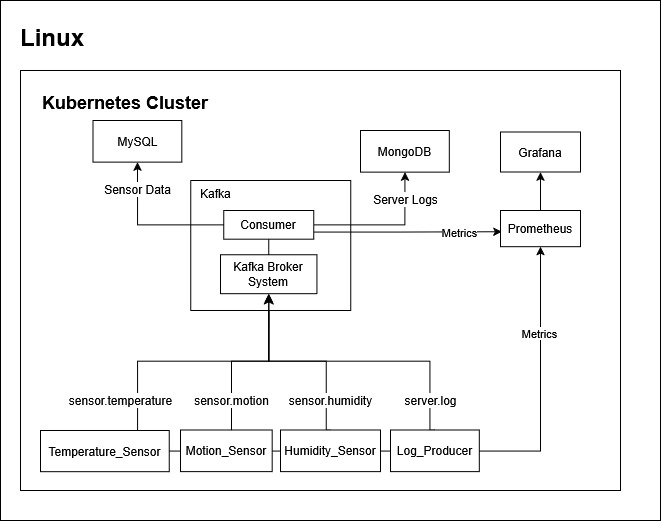 Linux
Kubernetes Cluster
MySQL
MongoDB
Grafana
Sensor Data
Kafka
Server Logs
Consumer
Metrics
Prometheus
Kafka Broker
System
Metrics
sensor.temperature
sensor.motion
sensor.humidity
server.log
Temperature_Sensor
Motion_Sensor
Humidity_Sensor
Log_Producer